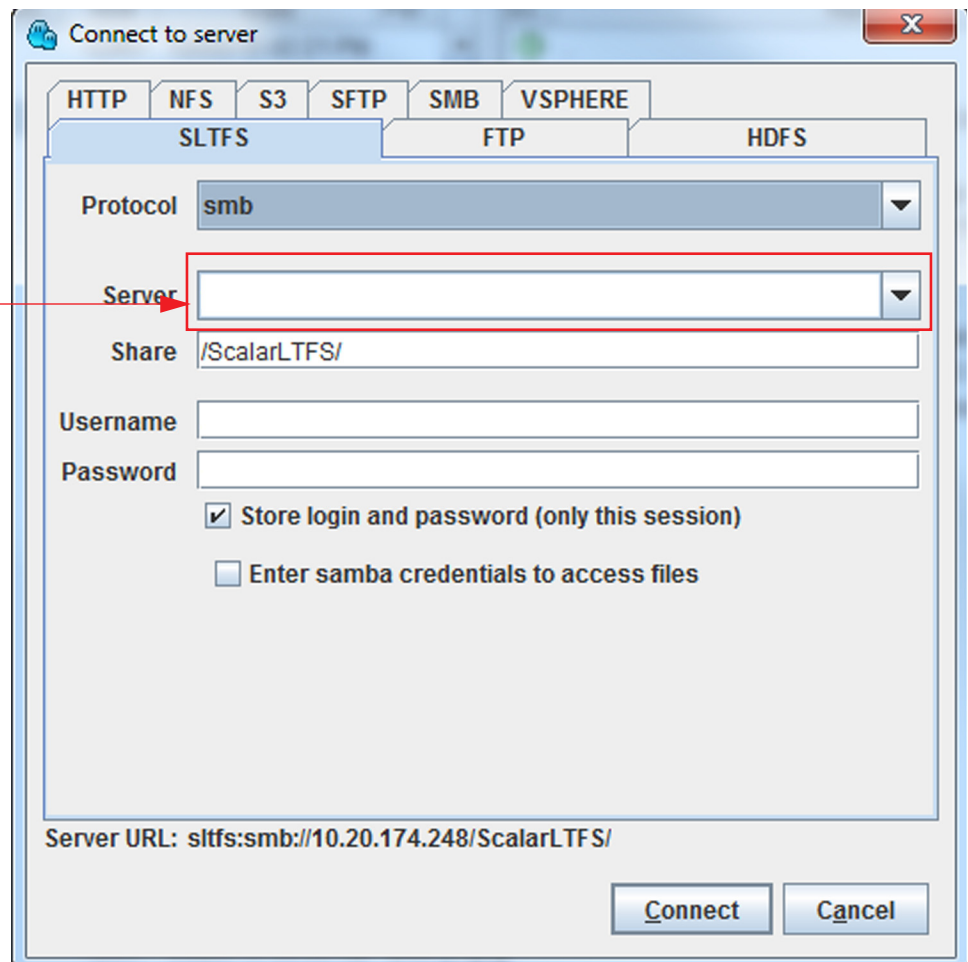 Connect to server
HTTP NFS S3 SFTP SMB VSPHERE
SLTFS FTP HDFS
Protocol smb
Server
Share /ScalarLTFS/
Username
Password
Store login and password (only this session)
Enter samba credentials to access files
Server URL: sltfs:smb://10.20.174.248/ScalarLTFS/
Connect Cancel